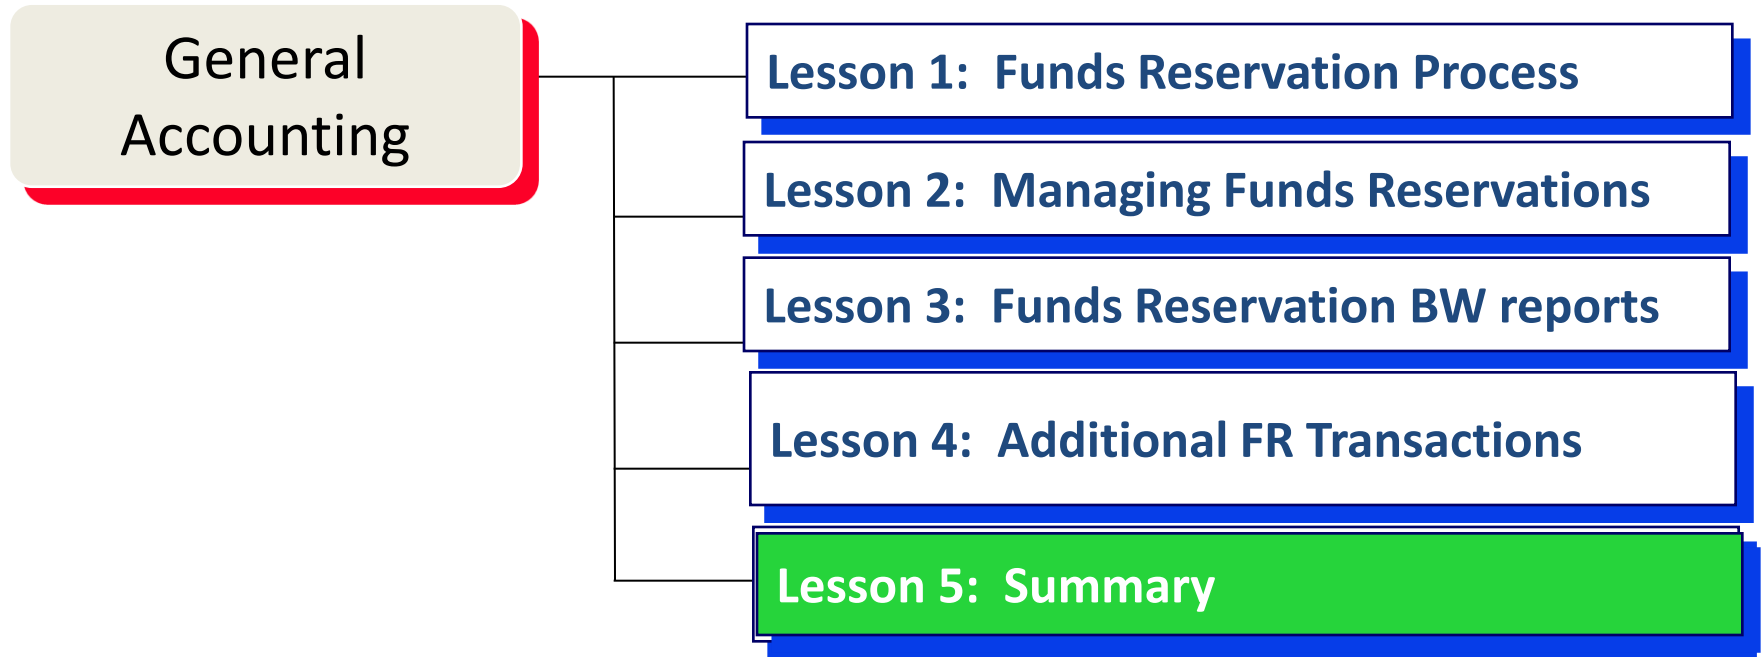 General
Accounting
Lesson 1:  Funds Reservation Process
Lesson 2:  Managing Funds Reservations
Lesson 3:  Funds Reservation BW reports
Lesson 4:  Additional FR Transactions
Lesson 5:  Summary